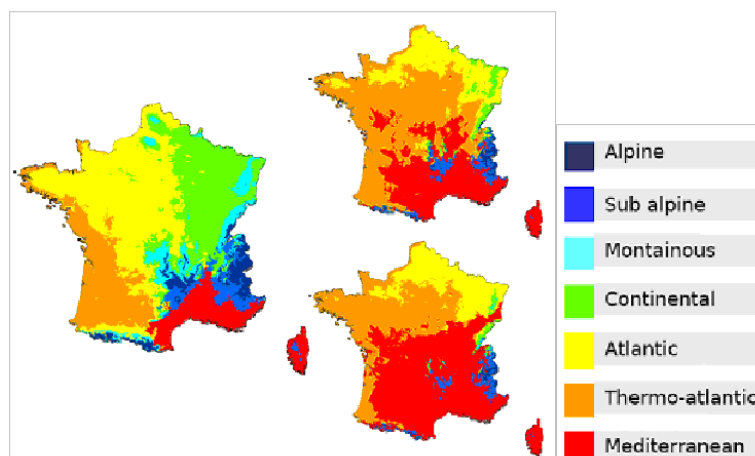 Alpine
Sub alpine
Montainous
Continental
Atlantic
Thermo-atlantic
Mediterranean